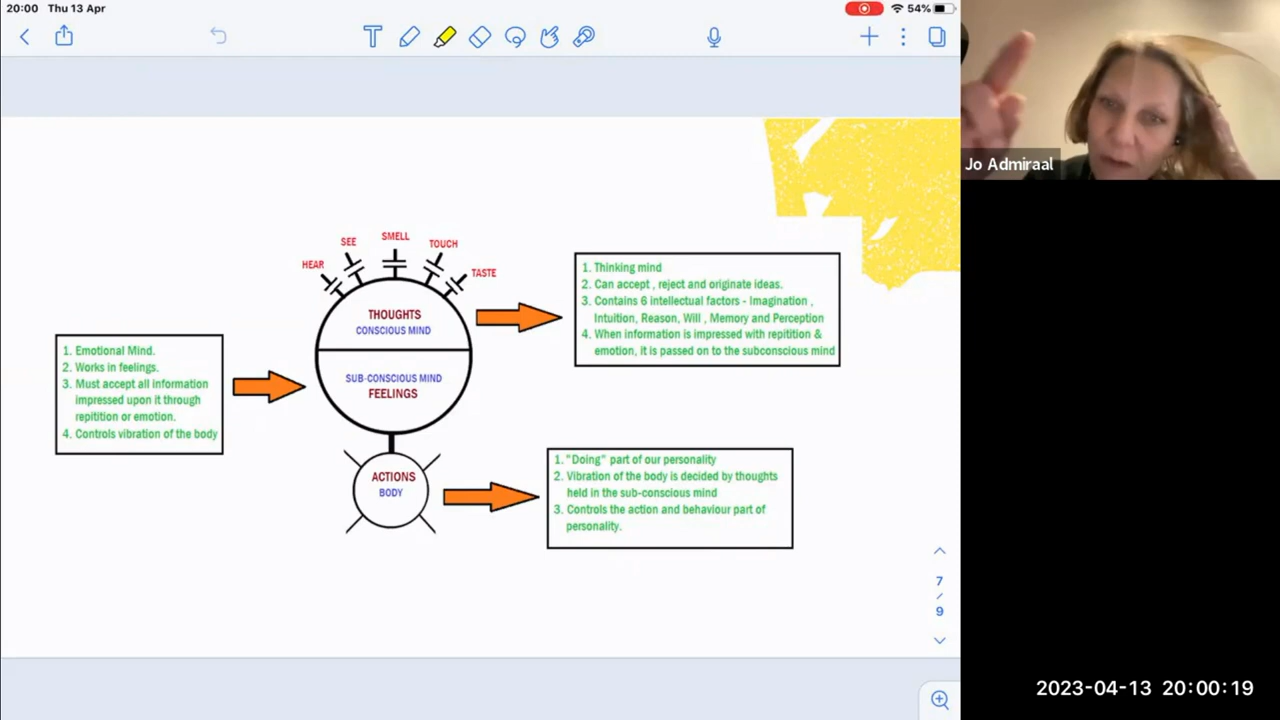 20:00 Thu 13 Apr
54%
Jo Admiraal
HEAR
SEE
SMELL
TOUCH
TASTE
THOUGHTS
CONSCIOUS MIND
SUB-CONSCIOUS MIND
FEELINGS
ACTIONS
BODY
1. Thinking mind
2. Can accept , reject and originate ideas.
3. Contains 6 intellectual factors - Imagination ,
Intuition, Reason, Will , Memory and Perception
4. When information is impressed with repitition &
emotion, it is passed on to the subconscious mind
1. Emotional Mind.
2. Works in feelings.
3. Must accept all information
impressed upon it through
repitition or emotion.
4. Controls vibration of the body
1. "Doing" part of our personality
2. Vibration of the body is decided by thoughts
held in the sub-conscious mind
3. Controls the action and behaviour part of
personality.
7
/
9
2023-04-13 20:00:19